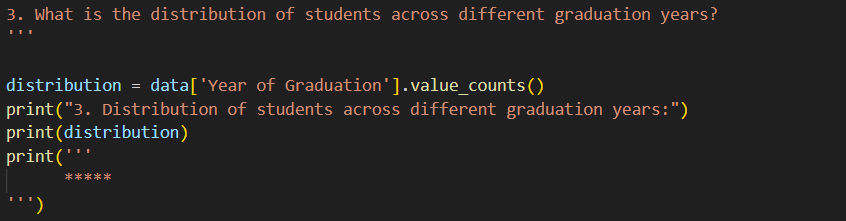 3. What is the distribution of students across different graduation years?
'''
distribution = data['Year of Graduation'].value_counts()
print("3. Distribution of students across different graduation years:")
print(distribution)
print('''
      *****
''')